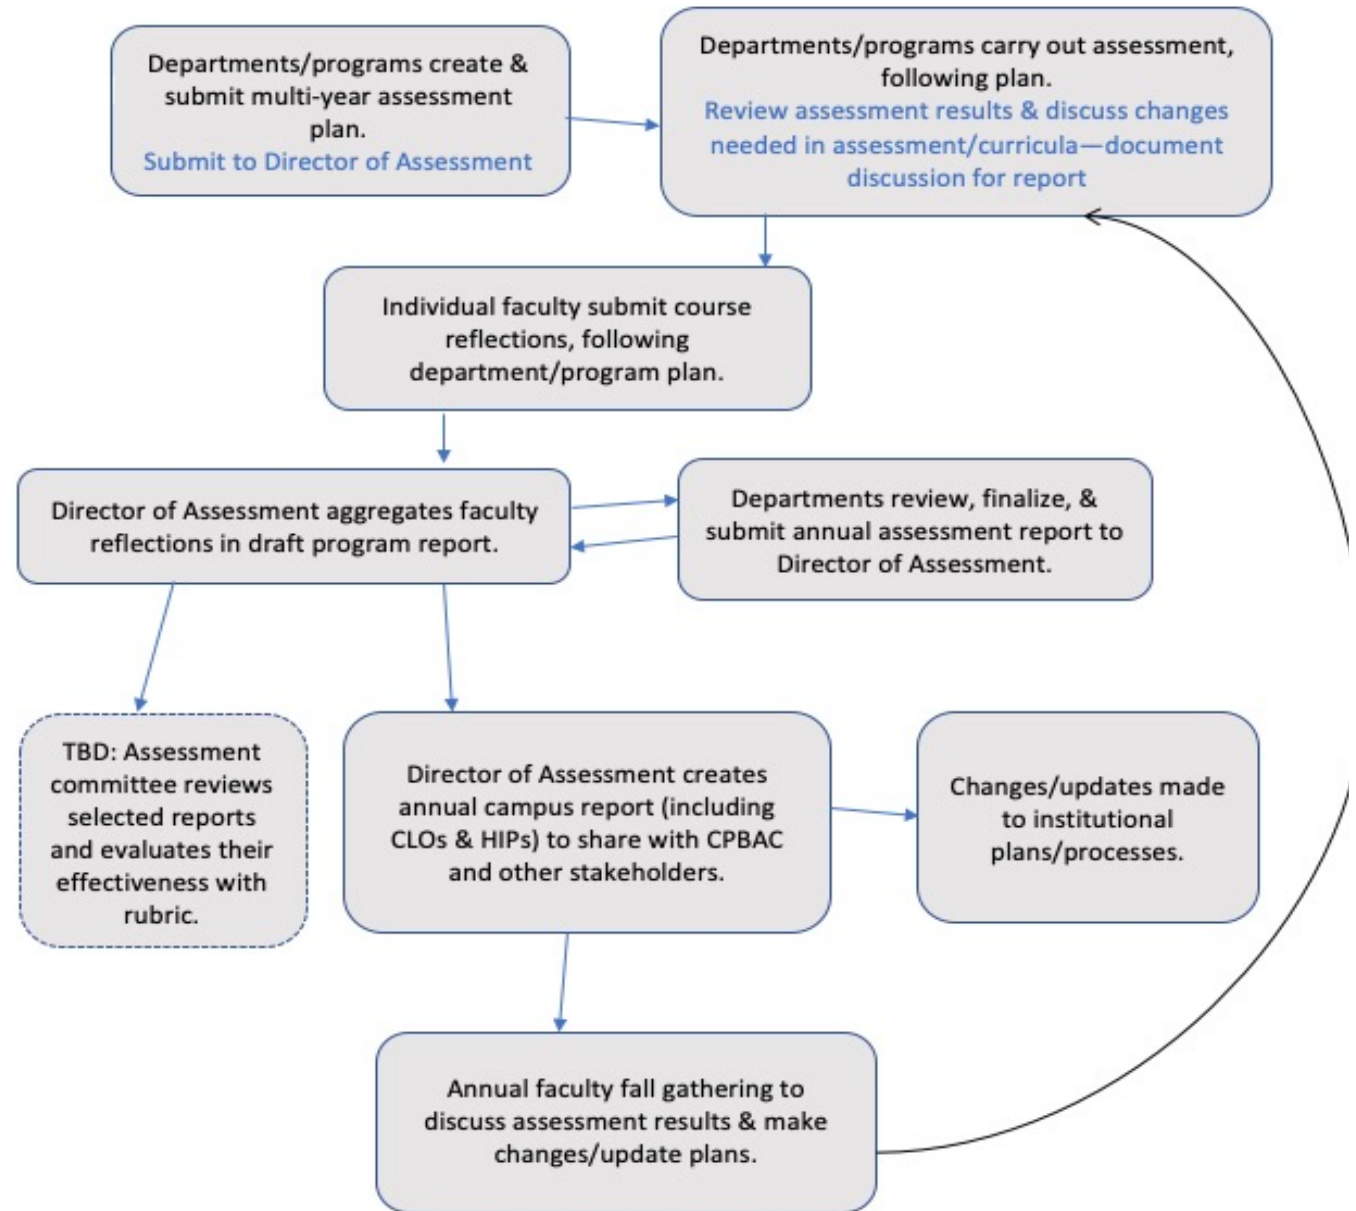 Departments/programs create &
submit multi-year assessment
plan.
Submit to Director of Assessment
Departments/programs carry out assessment,
following plan.
Review assessment results & discuss changes
needed in assessment/curricula—document
discussion for report
Individual faculty submit course
reflections, following
department/program plan.
Director of Assessment aggregates faculty
reflections in draft program report.
Departments review, finalize, &
submit annual assessment report to
Director of Assessment.
TBD: Assessment
committee reviews
selected reports
and evaluates their
effectiveness with
rubric.
Director of Assessment creates
annual campus report (including
CLOs & HIPs) to share with CPBAC
and other stakeholders.
Changes/updates made
to institutional
plans/processes.
Annual faculty fall gathering to
discuss assessment results & make
changes/update plans.